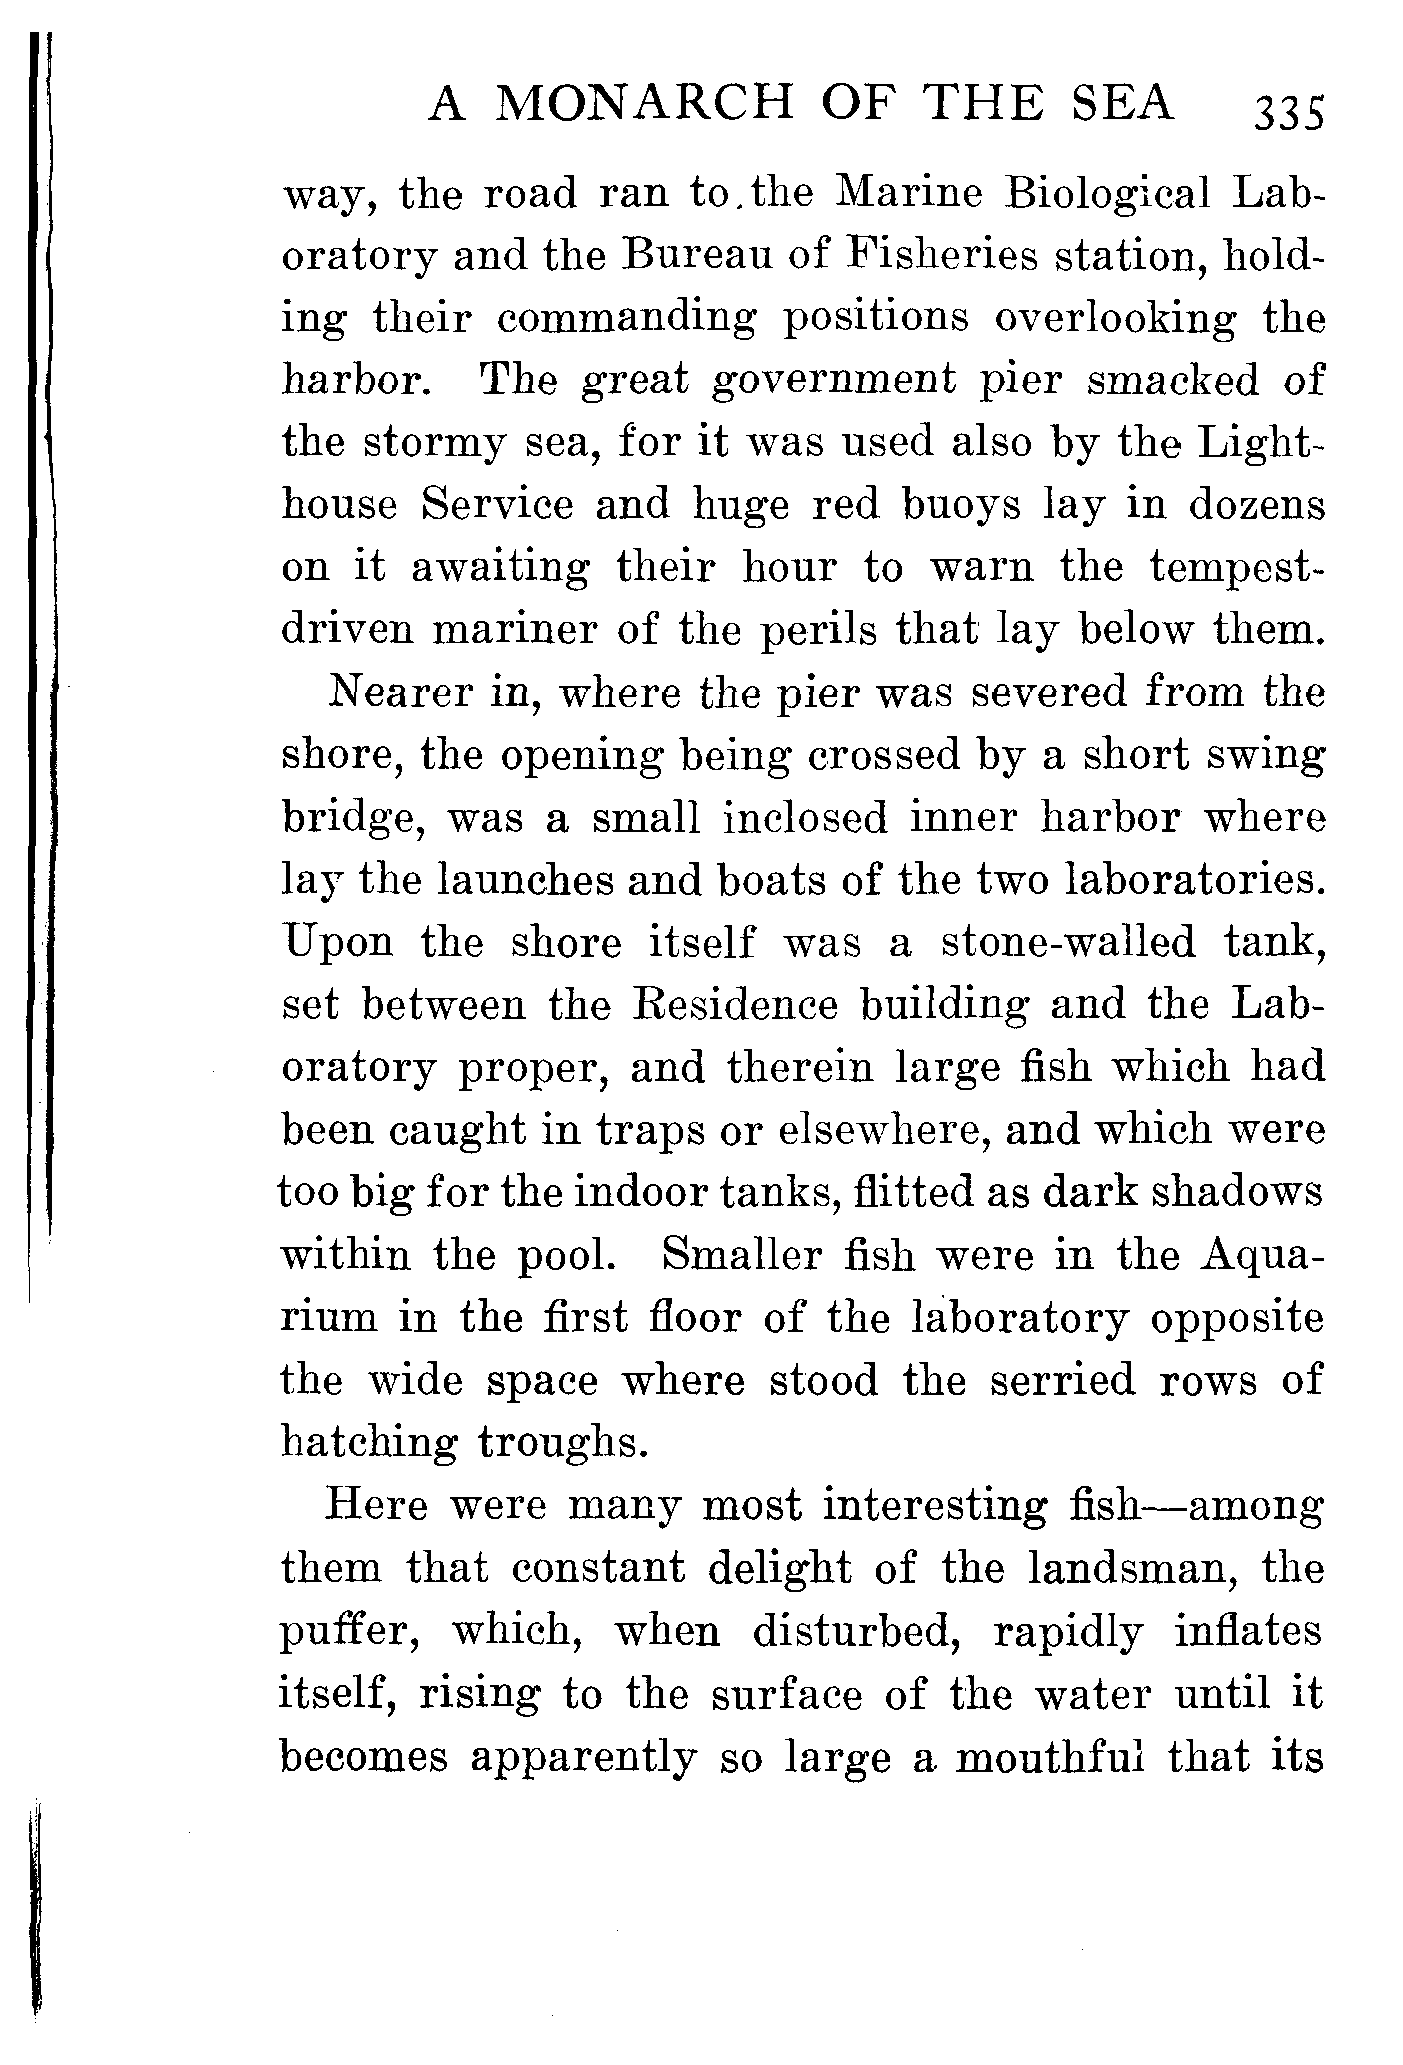 A MONARCH OF THE SEA 335
way, the road ran to the Marine Biological Lab-
oratory and the Bureau of Fisheries station, hold-
ing their commanding positions overlooking the
harbor. The great government pier smacked of
the stormy sea, for it was used also by the Light-
house Service and huge red buoys lay in dozens
on it awaiting their hour to warn the tempest-
driven mariner of the perils that lay below them.
Nearer in, where the pier was severed from the
shore, the opening being crossed by a short swing
bridge, was a small inclosed inner harbor where
lay the launches and boats of the two laboratories.
Upon the shore itself was a stone-walled tank,
set between the Residence building and the Lab-
oratory proper, and therein large fish which had
been caught in traps or elsewhere, and which were
too big for the indoor tanks, flitted as dark shadows
within the pool. Smaller fish were in the Aqua-
rium in the first floor of the laboratory opposite
the wide space where stood the serried rows of
hatching troughs.
Here were many most interesting fish—among
them that constant delight of the landsman, the
puffer, which, when disturbed, rapidly inflates
itself, rising to the surface of the water until it
becomes apparently so large a mouthful that its